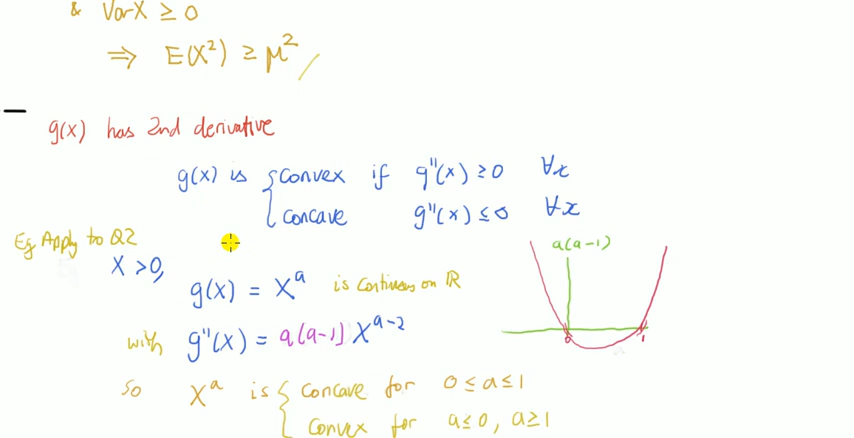 & Var X ≥ 0
⇒ E(X²) ≥ μ²
g(x) has 2nd derivative
g(x) is { convex if g''(x) ≥ 0 ∀x
concave g''(x) ≤ 0 ∀x
Eg Apply to Q2
X > 0,
g(x) = x^a is continuous on ℝ
with g''(x) = a(a-1) x^{a-2}
a(a-1)
0 1
so x^a is { concave for 0 ≤ a ≤ 1
convex for a ≤ 0, a ≥ 1